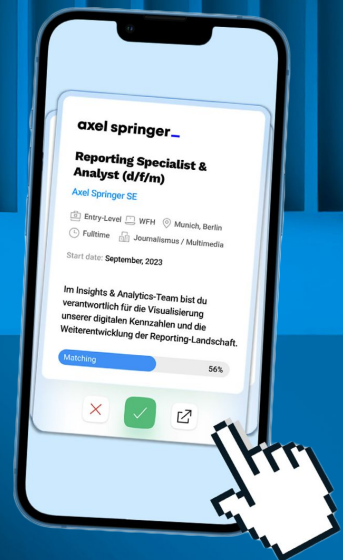 axel springer_
Reporting Specialist &
Analyst (d/f/m)
Axel Springer SE
Entry-Level WFH Munich, Berlin
Fulltime Journalismus / Multimedia
Start date: September, 2023
Im Insights & Analytics-Team bist du
verantwortlich für die Visualisierung
unserer digitalen Kennzahlen und die
Weiterentwicklung der Reporting-Landschaft.
Matching 56%